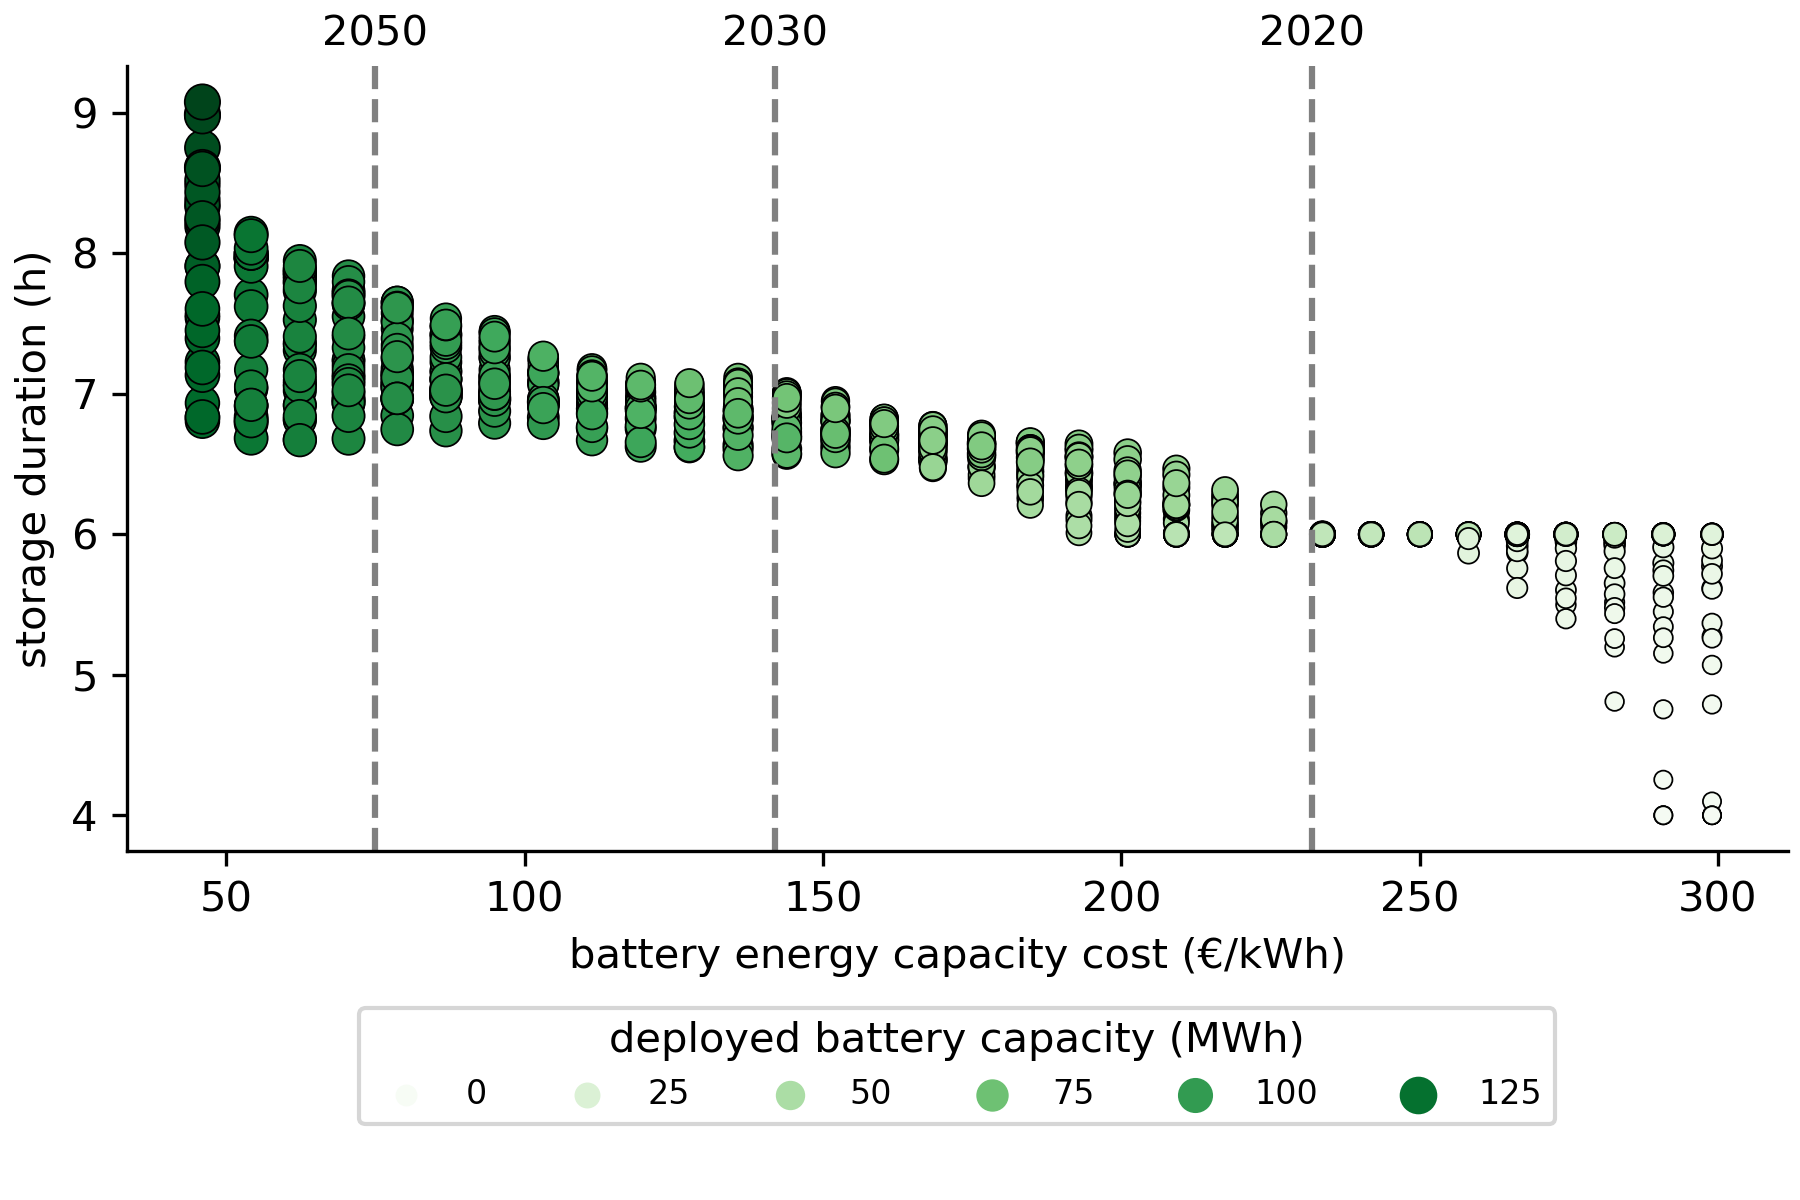 2050 2030 2020
9
8
7
6
5
4
storage duration (h)
50 100 150 200 250 300
battery energy capacity cost (€/kWh)
deployed battery capacity (MWh)
0 25 50 75 100 125